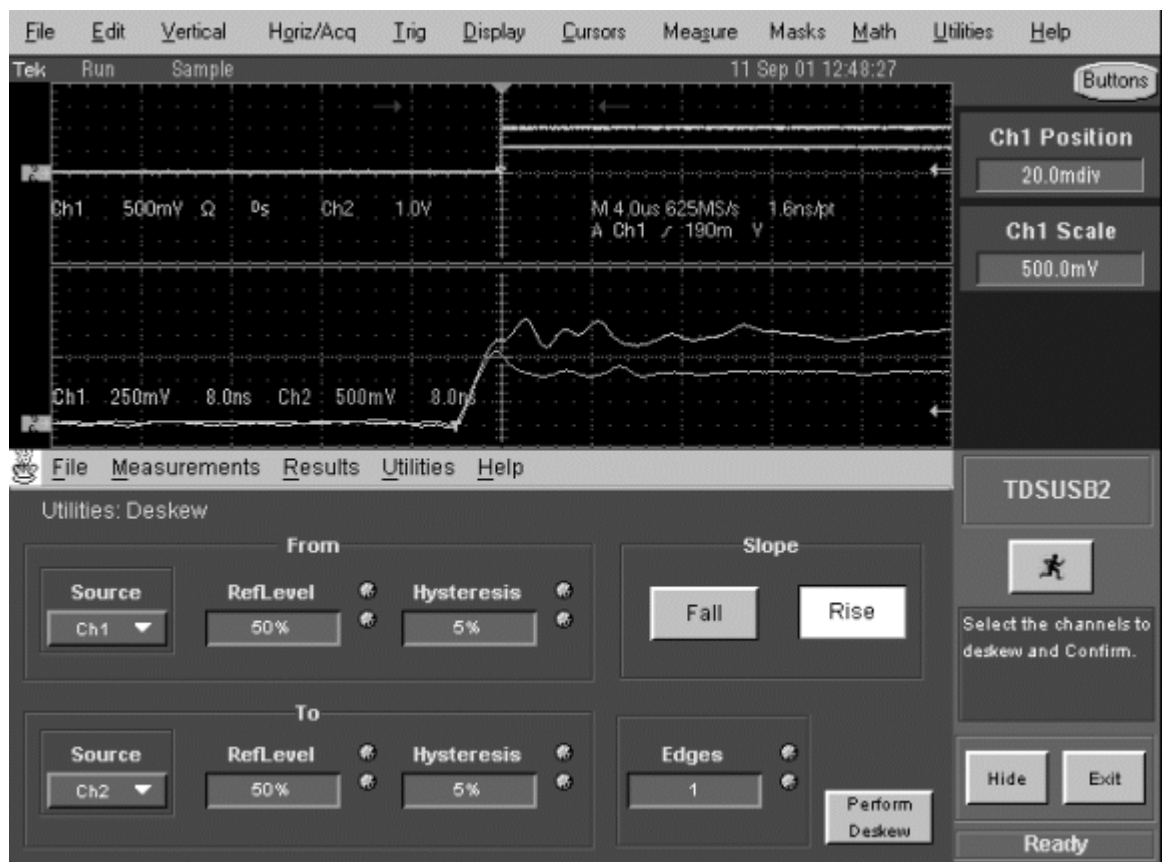 File Edit Vertical Horiz/Acq Trig Display Cursors Measure Masks Math Utilities Help
Tek Run Sample 11 Sep 01 12:48:27
Buttons
Ch1 Position
20.0mdiv
Ch1 500mV Ω 0s Ch2 1.0V M 4.0us 625MS/s 1.6ns/pt
A Ch1 190m V
Ch1 Scale
500.0mV
Ch1 250mV 8.0ns Ch2 500mV 8.0ns
File Measurements Results Utilities Help
TDSUSB2
Utilities: Deskew
From
Source RefLevel Hysteresis
Ch1 50% 5%
Slope
Fall Rise
Select the channels to
deskew and Confirm.
To
Source RefLevel Hysteresis
Ch2 50% 5%
Edges
1
Perform
Deskew
Hide Exit
Ready